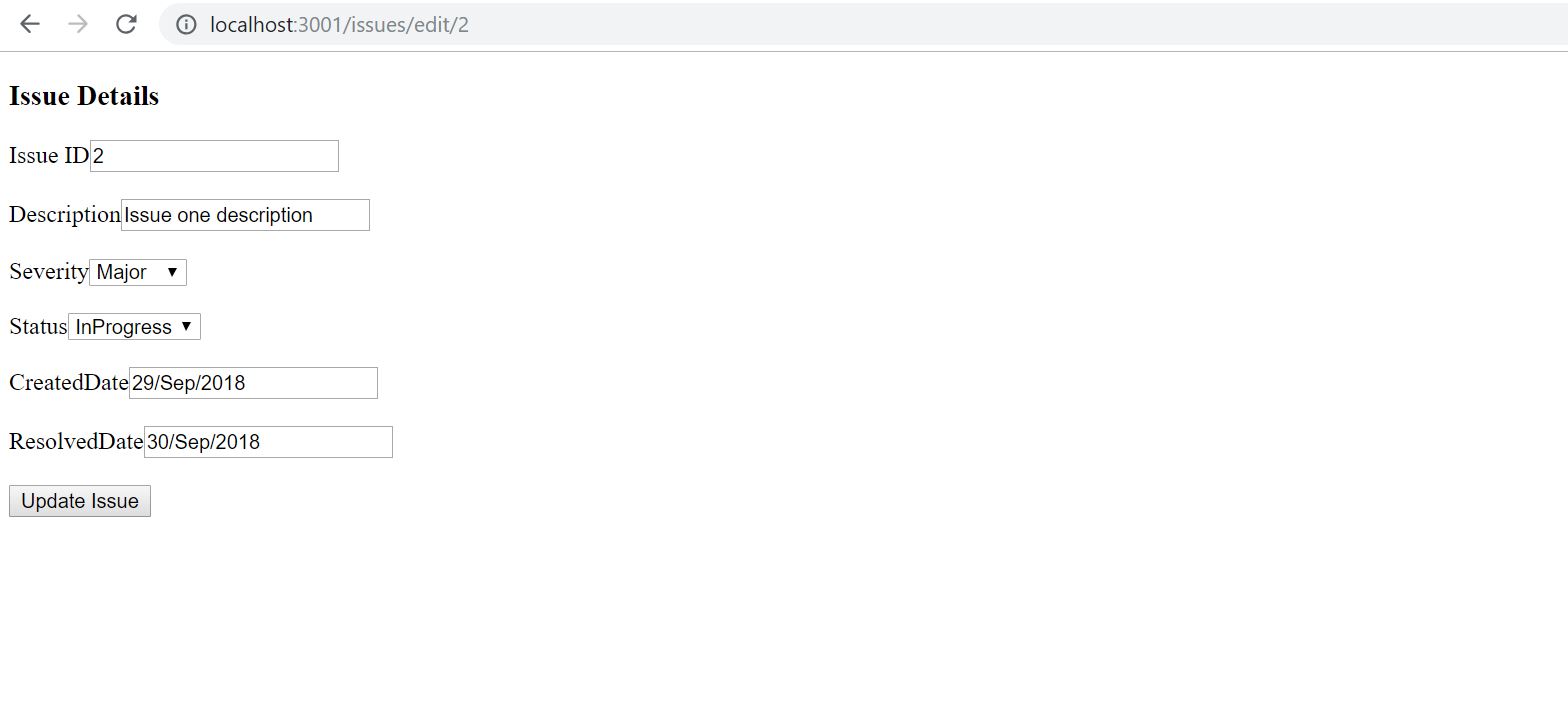 localhost:3001/issues/edit/2
Issue Details
Issue ID 2
Description Issue one description
Severity Major
Status InProgress
CreatedDate 29/Sep/2018
ResolvedDate 30/Sep/2018
Update Issue